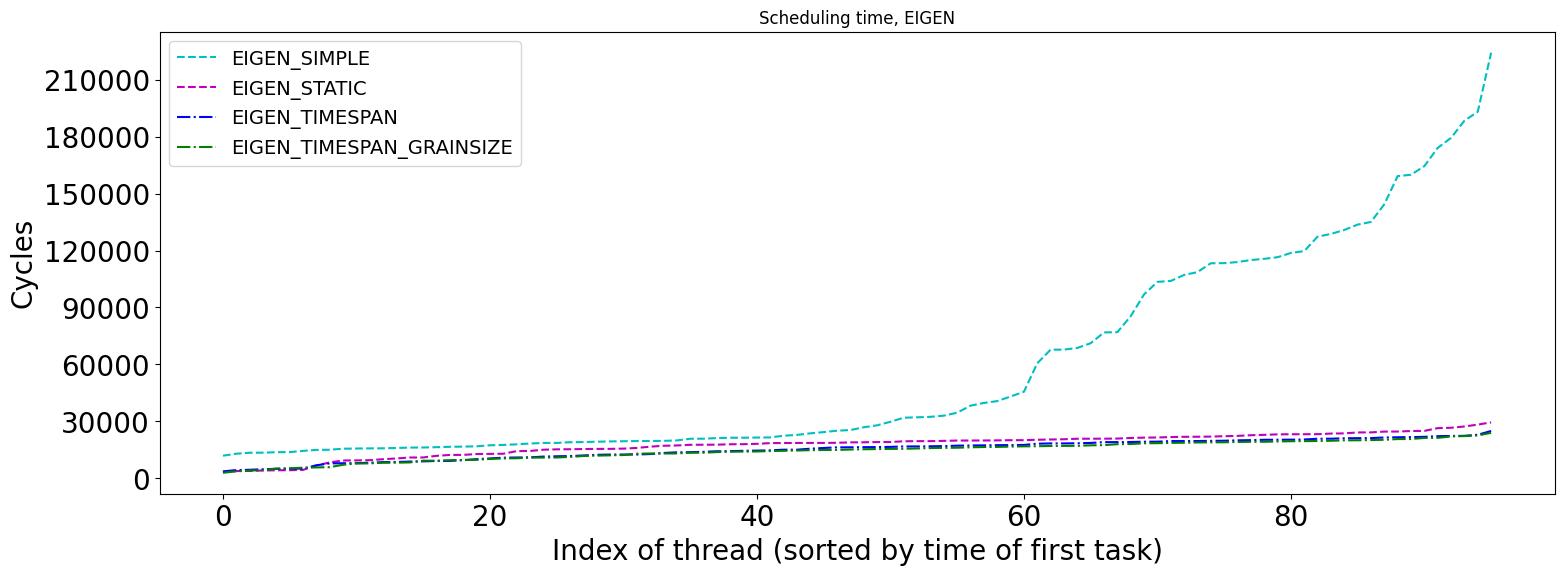 Scheduling time, EIGEN
EIGEN_SIMPLE
EIGEN_STATIC
EIGEN_TIMESPAN
EIGEN_TIMESPAN_GRAINSIZE
Cycles
210000
180000
150000
120000
90000
60000
30000
0
0 20 40 60 80
Index of thread (sorted by time of first task)